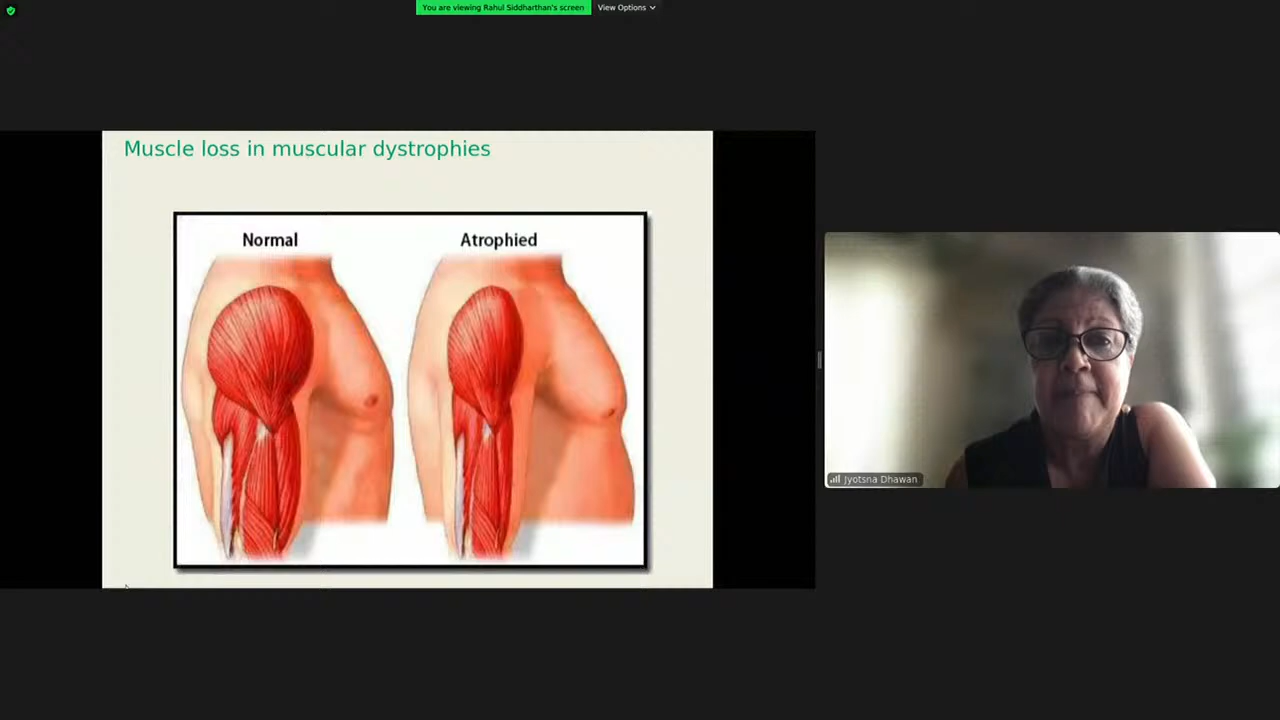 You are viewing Rahul Siddharthan's screen
View Options
Muscle loss in muscular dystrophies
Normal
Atrophied
Jyotsna Dhawan